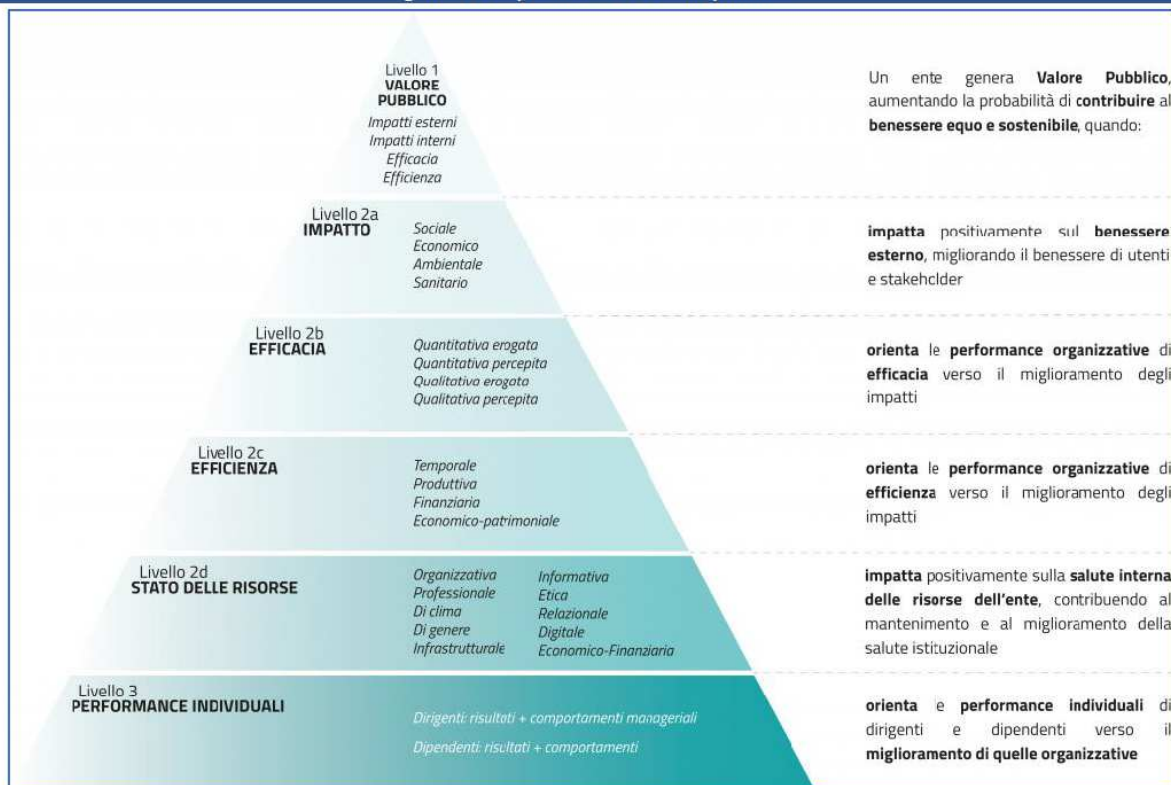 Livello 1
VALORE
PUBBLICO
Impatti esterni
Impatti interni
Efficacia
Efficienza
Un ente genera Valore Pubblico,
aumentando la probabilità di contribuire al
benessere equo e sostenibile, quando:
Livello 2a
IMPATTO
Sociale
Economico
Ambientale
Sanitario
impatta positivamente sul benessere
esterno, migliorando il benessere di utenti
e stakeholder
Livello 2b
EFFICACIA
Quantitativa erogata
Quantitativa percepita
Qualitativa erogata
Qualitativa percepita
orienta le performance organizzative di
efficacia verso il miglioramento degli
impatti
Livello 2c
EFFICIENZA
Temporale
Produttiva
Finanziaria
Economico-patrimoniale
orienta le performance organizzative di
efficienza verso il miglioramento degli
impatti
Livello 2d
STATO DELLE RISORSE
Organizzativa
Professionale
Di clima
Di genere
Infrastrutturale
Informativa
Etica
Relazionale
Digitale
Economico-Finanziaria
impatta positivamente sulla salute interna
delle risorse dell'ente, contribuendo al
mantenimento e al miglioramento della
salute istituzionale
Livello 3
PERFORMANCE INDIVIDUALI
Dirigenti: risultati + comportamenti manageriali
Dipendenti: risultati + comportamenti
orienta le performance individuali di
dirigenti e dipendenti verso il
miglioramento di quelle organizzative